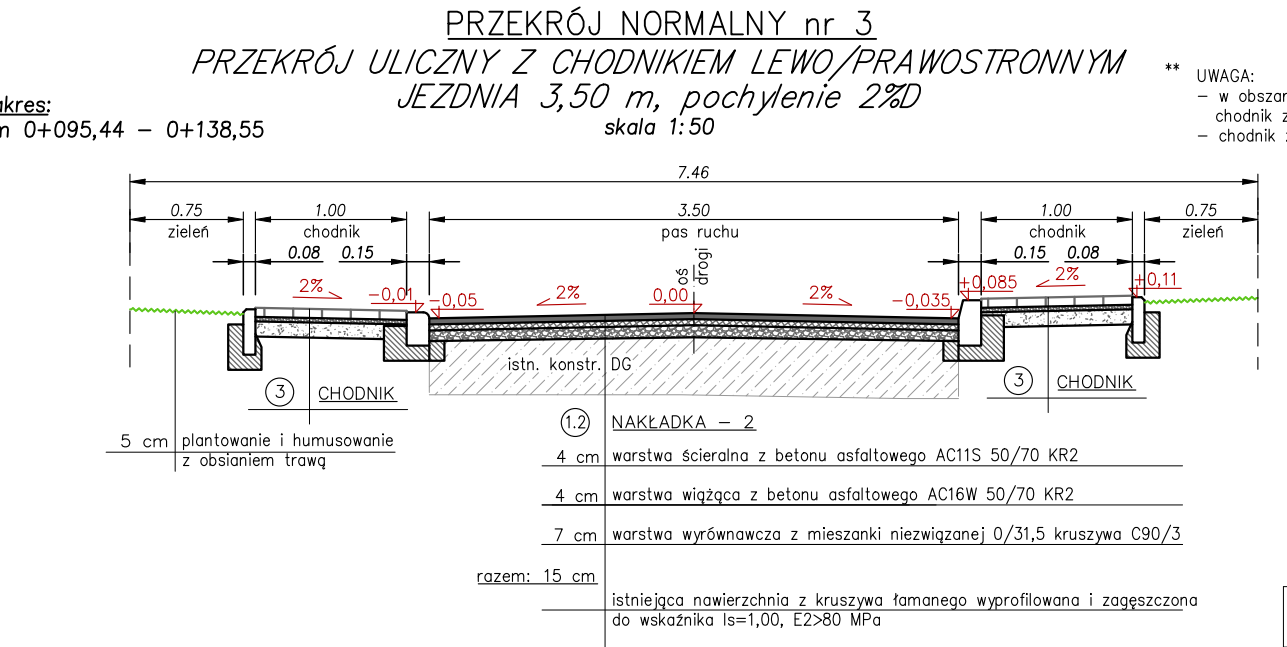 PRZEKRÓJ NORMALNY nr 3
PRZEKRÓJ ULICZNY Z CHODNIKIEM LEWO/PRAWOSTRONNYM
JEZDNIA 3,50 m, pochylenie 2%D
skala 1:50
akres:
m 0+095,44 – 0+138,55
** UWAGA:
– w obszar
chodnik z
– chodnik z
7.46
0.75 1.00 3.50 1.00 0.75
zieleń chodnik pas ruchu chodnik zieleń
0.08 0.15 oś drogi 0.15 0.08
2% -0,01 -0,05 2% 0,00 2% -0,035 +0,085 2% +0,11
istn. konstr. DG
3 CHODNIK
3 CHODNIK
1.2 NAKŁADKA – 2
5 cm plantowanie i humusowanie
z obsianiem trawą
4 cm warstwa ścieralna z betonu asfaltowego AC11S 50/70 KR2
4 cm warstwa wiążąca z betonu asfaltowego AC16W 50/70 KR2
7 cm warstwa wyrównawcza z mieszanki niezwiązanej 0/31,5 kruszywa C90/3
razem: 15 cm
istniejąca nawierzchnia z kruszywa łamanego wyprofilowana i zagęszczona
do wskaźnika Is=1,00, E2>80 MPa